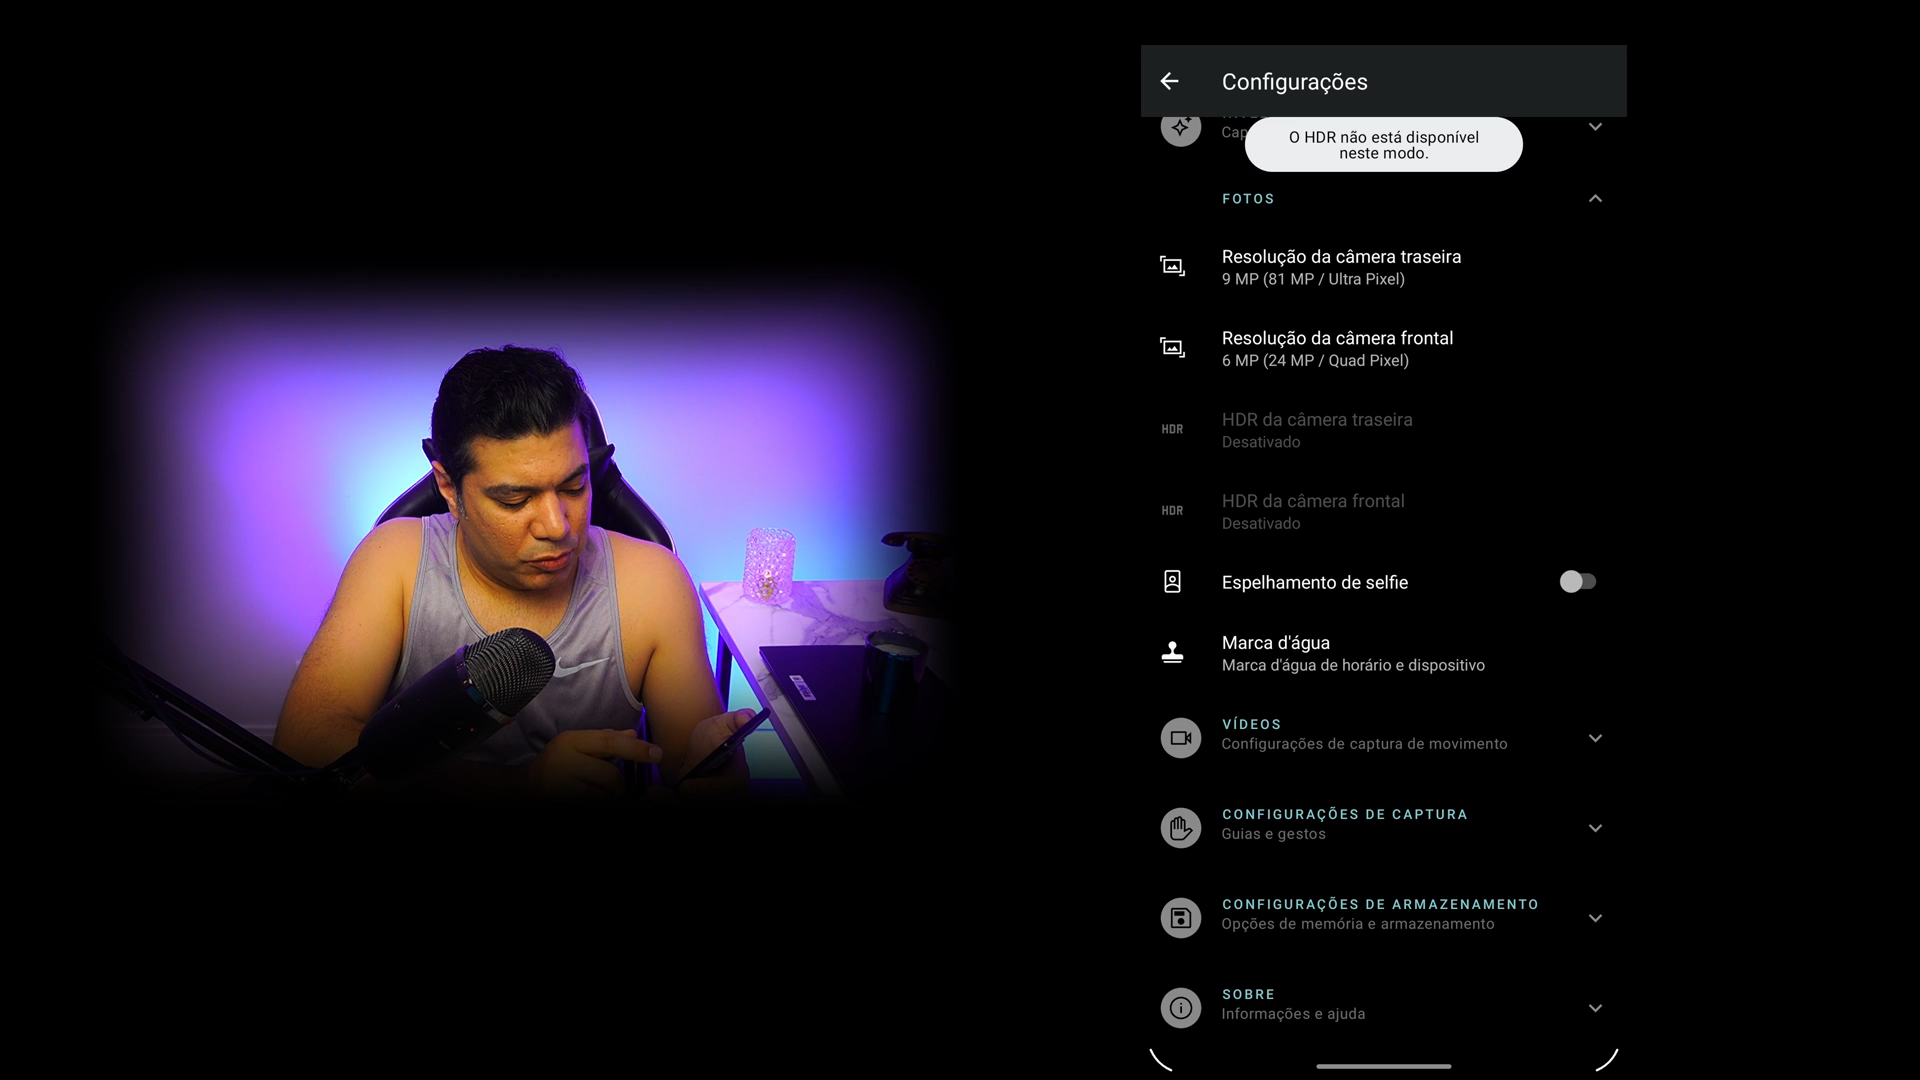 Configurações
Cap
O HDR não está disponível
neste modo.
FOTOS
Resolução da câmera traseira
9 MP (81 MP / Ultra Pixel)
Resolução da câmera frontal
6 MP (24 MP / Quad Pixel)
HDR
HDR da câmera traseira
Desativado
HDR
HDR da câmera frontal
Desativado
Espelhamento de selfie
Marca d'água
Marca d'água de horário e dispositivo
VÍDEOS
Configurações de captura de movimento
CONFIGURAÇÕES DE CAPTURA
Guias e gestos
CONFIGURAÇÕES DE ARMAZENAMENTO
Opções de memória e armazenamento
SOBRE
Informações e ajuda